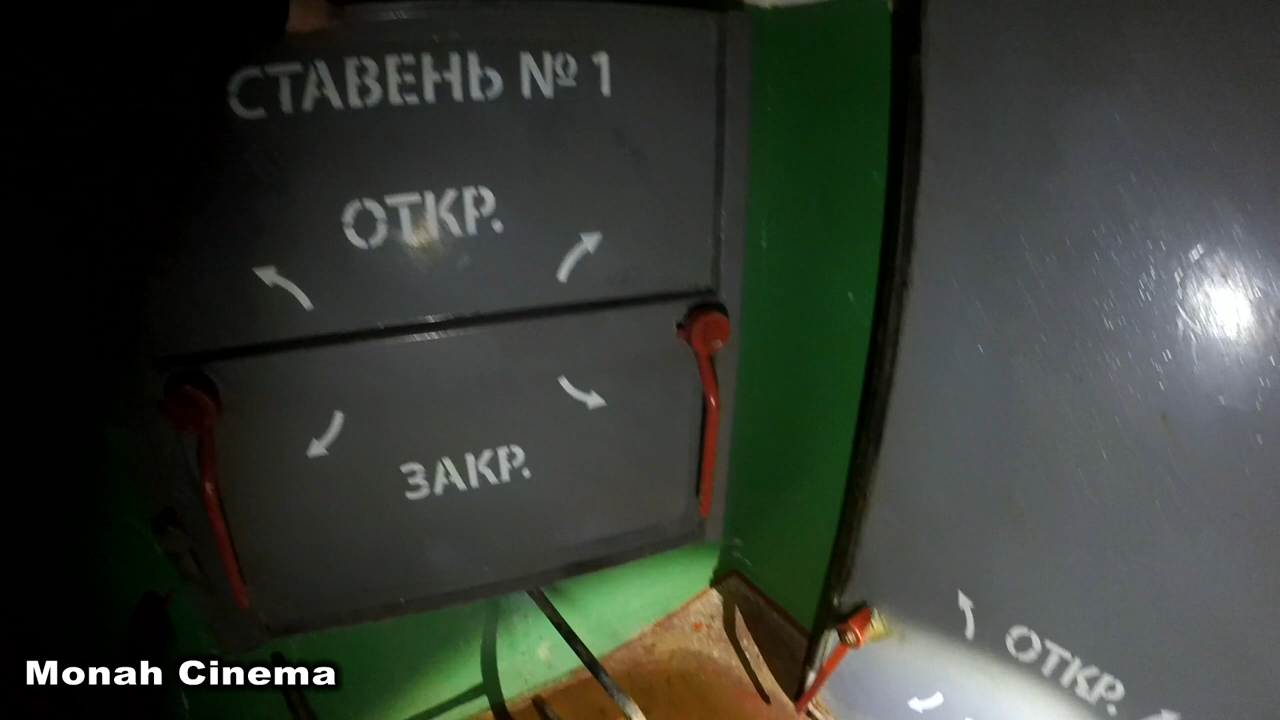 СТАВЕНЬ № 1
ОТКР.
ЗАКР.
ОТКР.
Monah Cinema